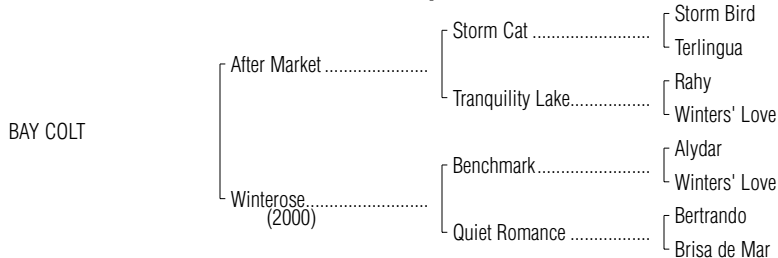 Storm Bird
Storm Cat ..........................
Terlingua
After Market .......................
Rahy
Tranquility Lake..................
Winters' Love
BAY COLT
Alydar
Benchmark.........................
Winters' Love
Winterose...........................
(2000)
Bertrando
Quiet Romance ..................
Brisa de Mar